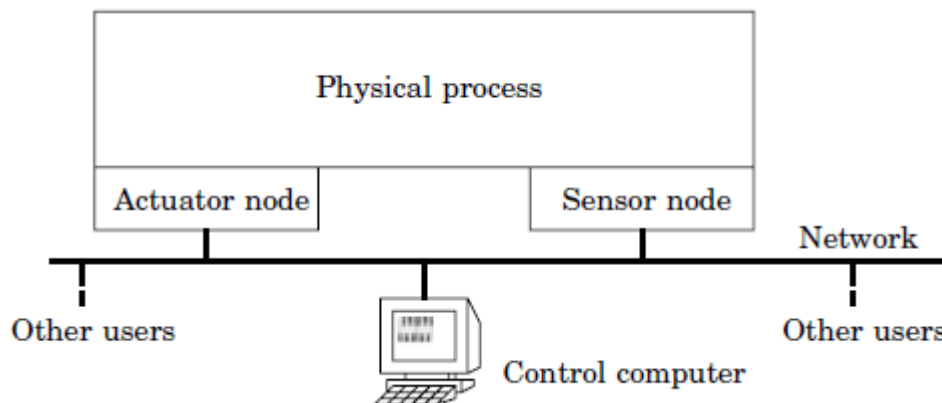 Physical process
Actuator node
Sensor node
Network
Other users
Other users
Control computer